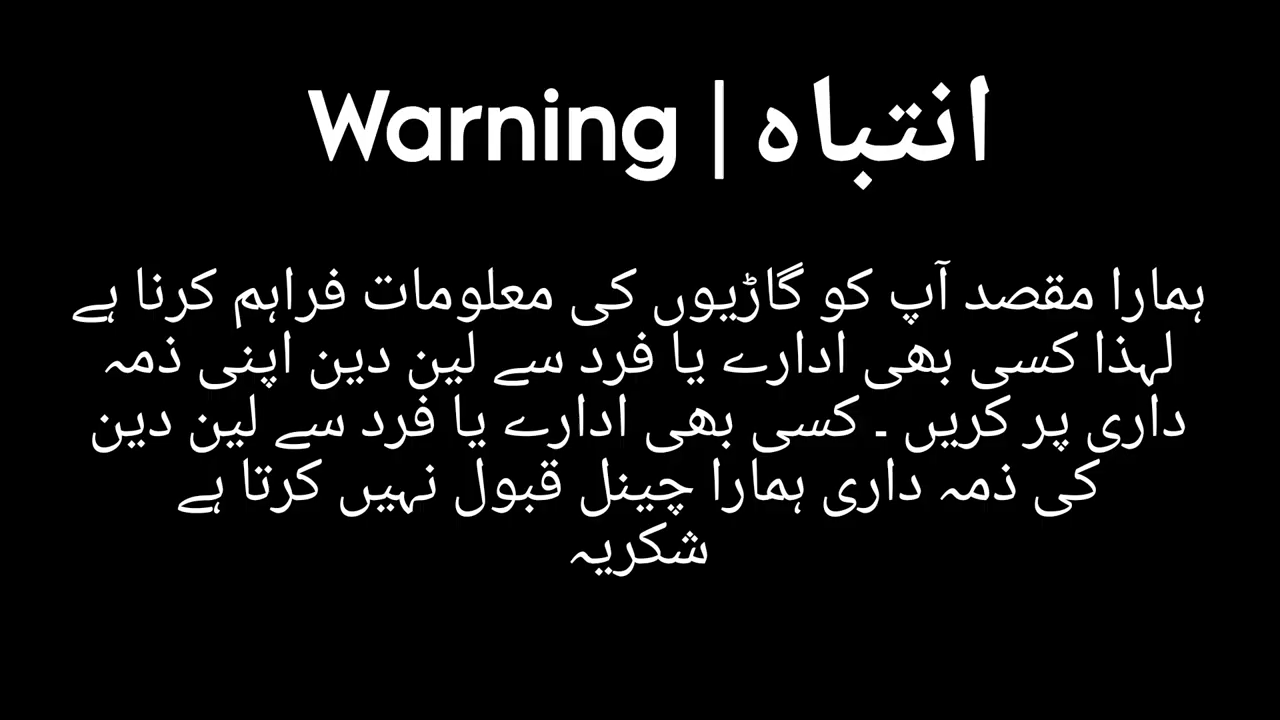 Warning | انتباہ
ہمارا مقصد آپ کو گاڑیوں کی معلومات فراہم کرنا ہے
لہذا کسی بھی ادارے یا فرد سے لین دین اپنی ذمہ
داری پر کریں ۔ کسی بھی ادارے یا فرد سے لین دین
کی ذمہ داری ہمارا چینل قبول نہیں کرتا ہے
شکریہ